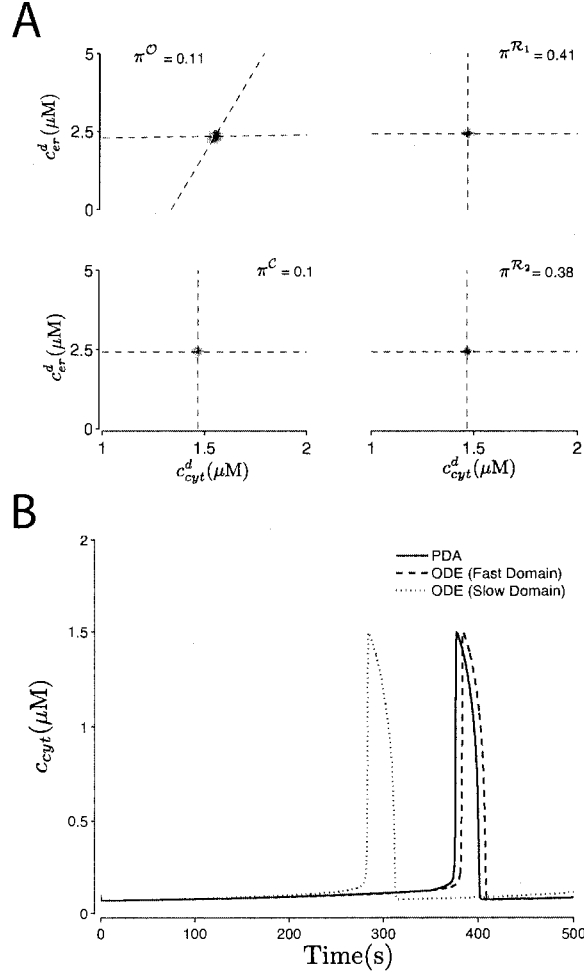 A
5
2.5
0
c^d_er(μM)
π^𝒪 = 0.11
π^ℛ₁ = 0.41
5
2.5
0
c^d_er(μM)
π^𝒞 = 0.1
π^ℛ₂ = 0.38
1 1.5 2
1 1.5 2
c^d_cyt(μM)
c^d_cyt(μM)
B
2
1.5
1
0.5
0
c_cyt(μM)
PDA
ODE (Fast Domain)
ODE (Slow Domain)
0 100 200 300 400 500
Time(s)